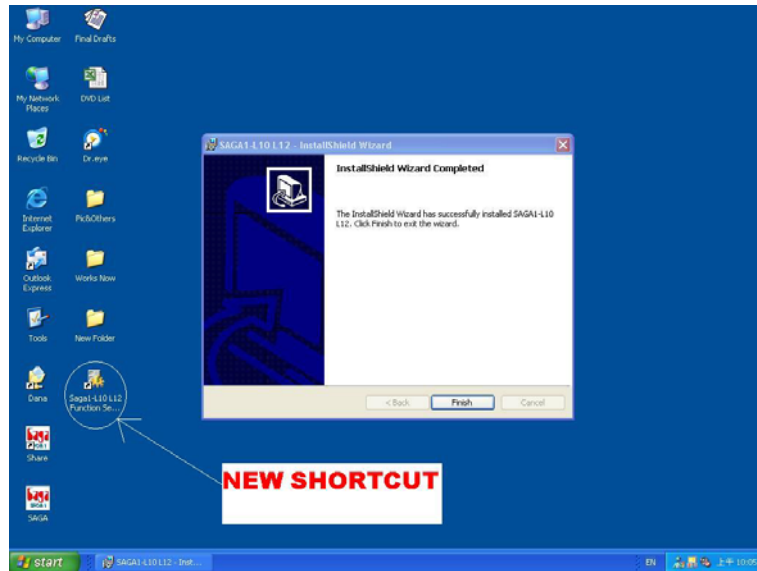 My Computer
Final Drafts
My Network
Places
DVD List
Recycle Bin
Dr.eye
Internet
Explorer
Pic&Others
Outlook
Express
Works Now
Tools
New Folder
Dana
Saga1-L10 L12
Function Se...
Share
SAGA
SAGA1-L10 L12 - InstallShield Wizard
InstallShield Wizard Completed
The InstallShield Wizard has successfully installed SAGA1-L10
L12. Click Finish to exit the wizard.
< Back
Finish
Cancel
NEW SHORTCUT
start
SAGA1-L10 L12 - Inst...
EN
上午 10:05